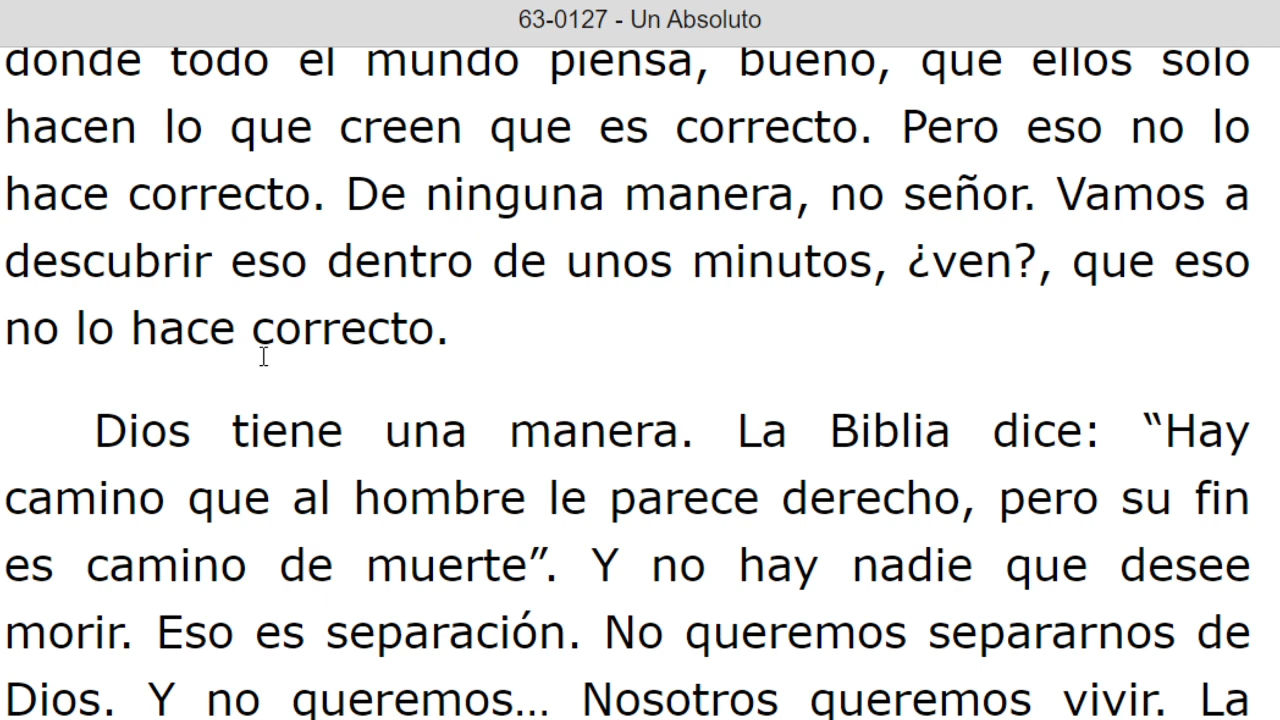 63-0127 - Un Absoluto
donde todo el mundo piensa, bueno, que ellos solo
hacen lo que creen que es correcto. Pero eso no lo
hace correcto. De ninguna manera, no señor. Vamos a
descubrir eso dentro de unos minutos, ¿ven?, que eso
no lo hace correcto.
Dios tiene una manera. La Biblia dice: “Hay
camino que al hombre le parece derecho, pero su fin
es camino de muerte”. Y no hay nadie que desee
morir. Eso es separación. No queremos separarnos de
Dios. Y no queremos… Nosotros queremos vivir. La